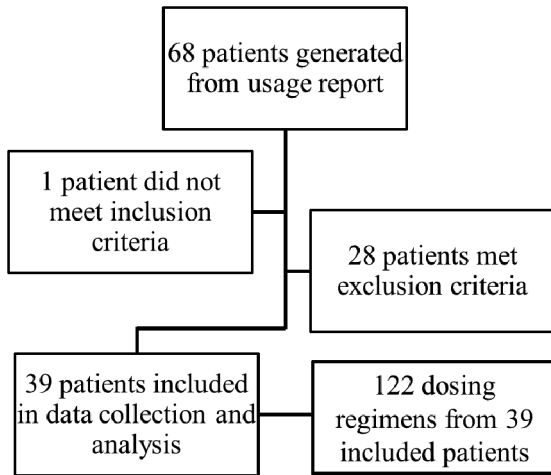 68 patients generated
from usage report
1 patient did not
meet inclusion
criteria
28 patients met
exclusion criteria
39 patients included
in data collection and
analysis
122 dosing
regimens from 39
included patients